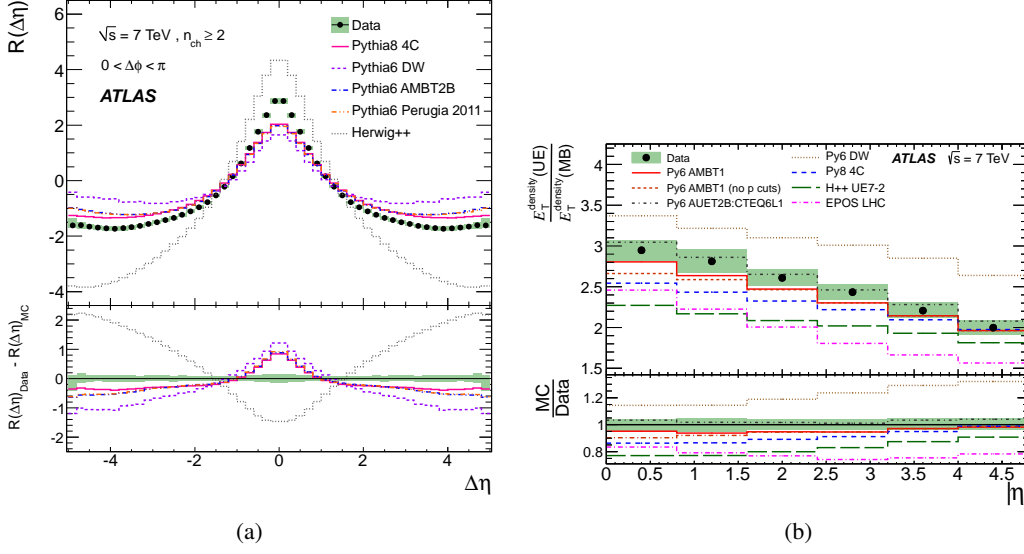 R(Δη)
√s = 7 TeV , n_ch ≥ 2
0 < Δϕ < π
ATLAS
Data
Pythia8 4C
Pythia6 DW
Pythia6 AMBT2B
Pythia6 Perugia 2011
Herwig++
6
4
2
0
-2
-4
R(Δη)_Data - R(Δη)_MC
2
1
0
-1
-2
-4 -2 0 2 4
Δη
(a)
E_T^density(UE)
E_T^density(MB)
Data
Py6 AMBT1
Py6 AMBT1 (no p cuts)
Py6 AUET2B:CTEQ6L1
Py6 DW
Py8 4C
H++ UE7-2
EPOS LHC
ATLAS √s = 7 TeV
4
3.5
3
2.5
2
1.5
MC
Data
1.2
1
0.8
0 0.5 1 1.5 2 2.5 3 3.5 4 4.5
|η
(b)